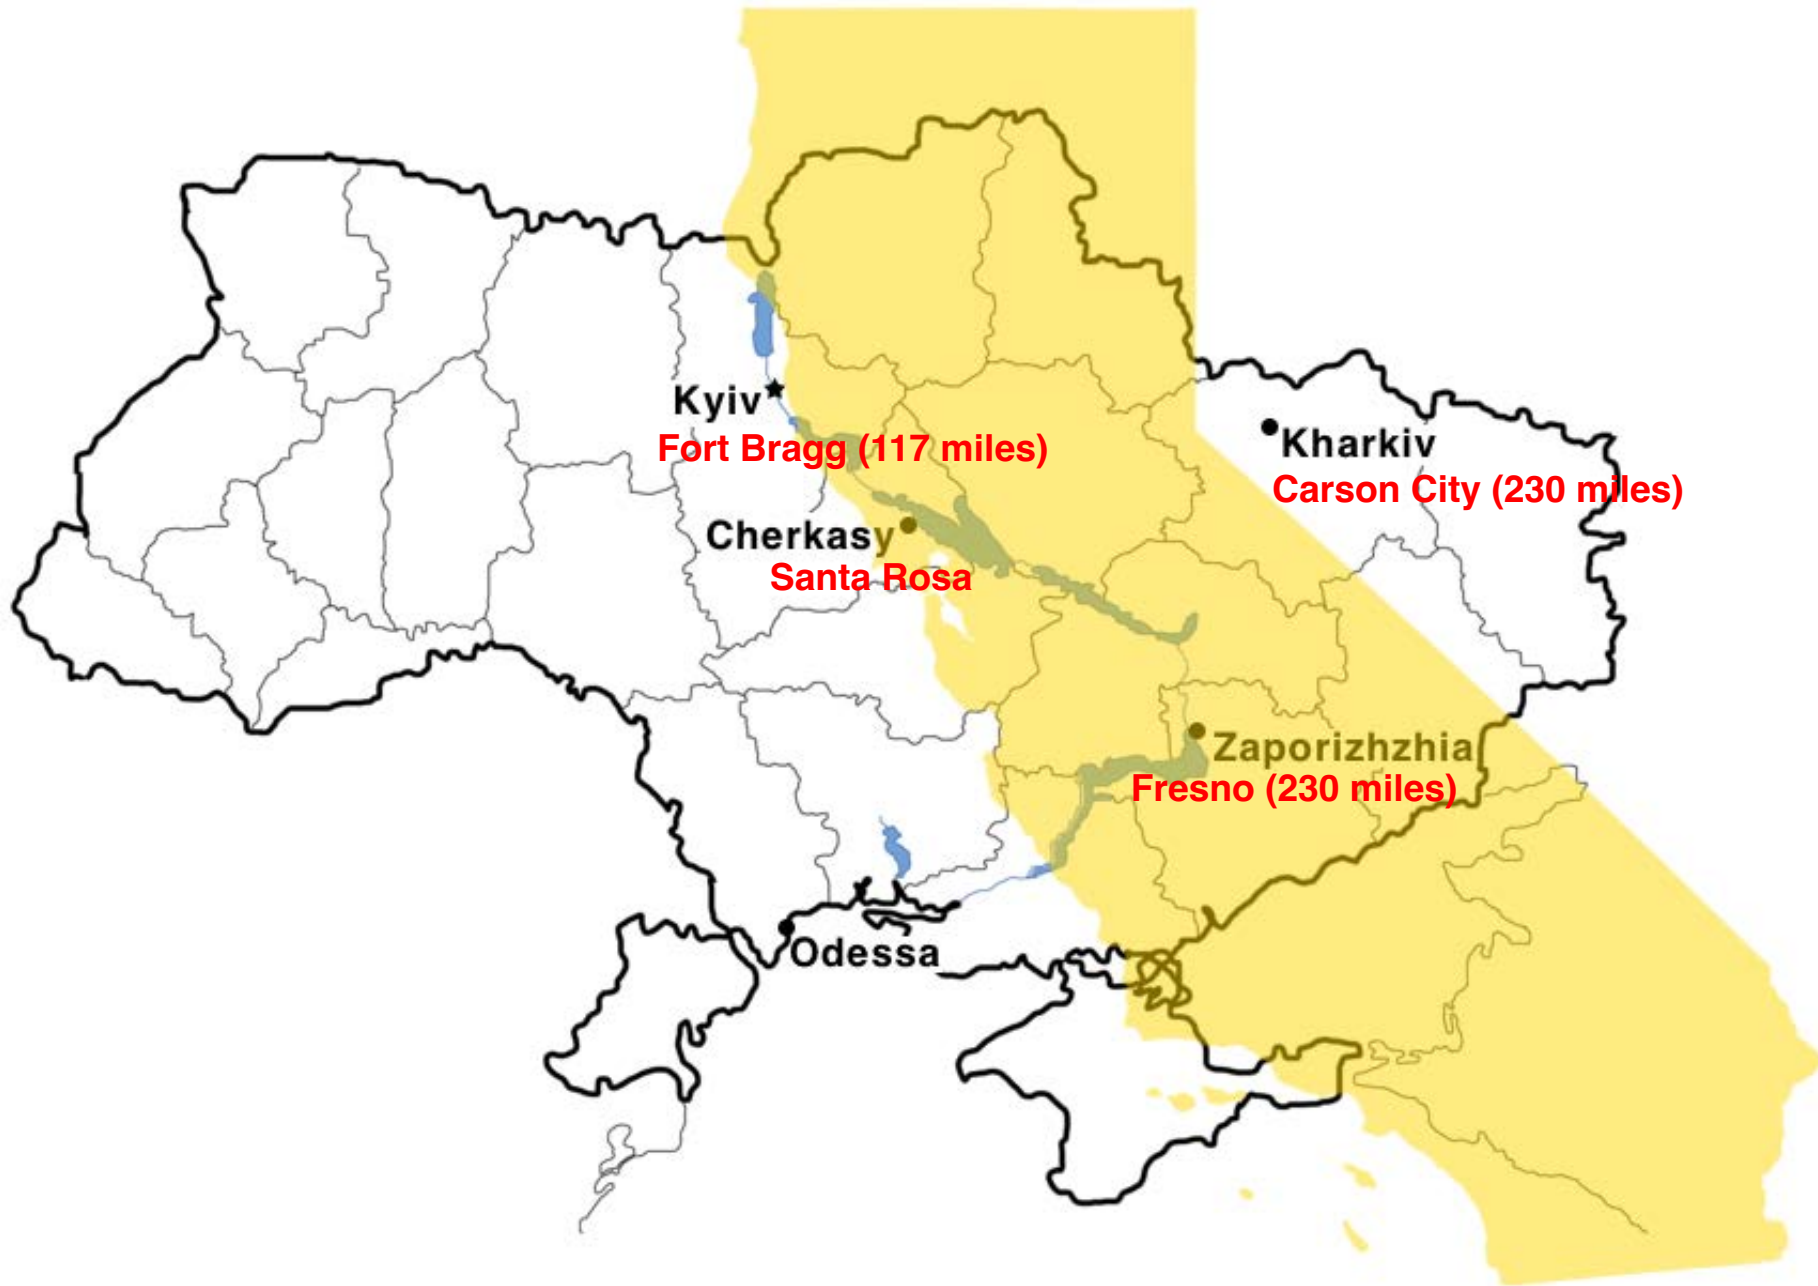 Kyiv
Fort Bragg (117 miles)
Kharkiv
Carson City (230 miles)
Cherkasy
Santa Rosa
Zaporizhzhia
Fresno (230 miles)
Odessa